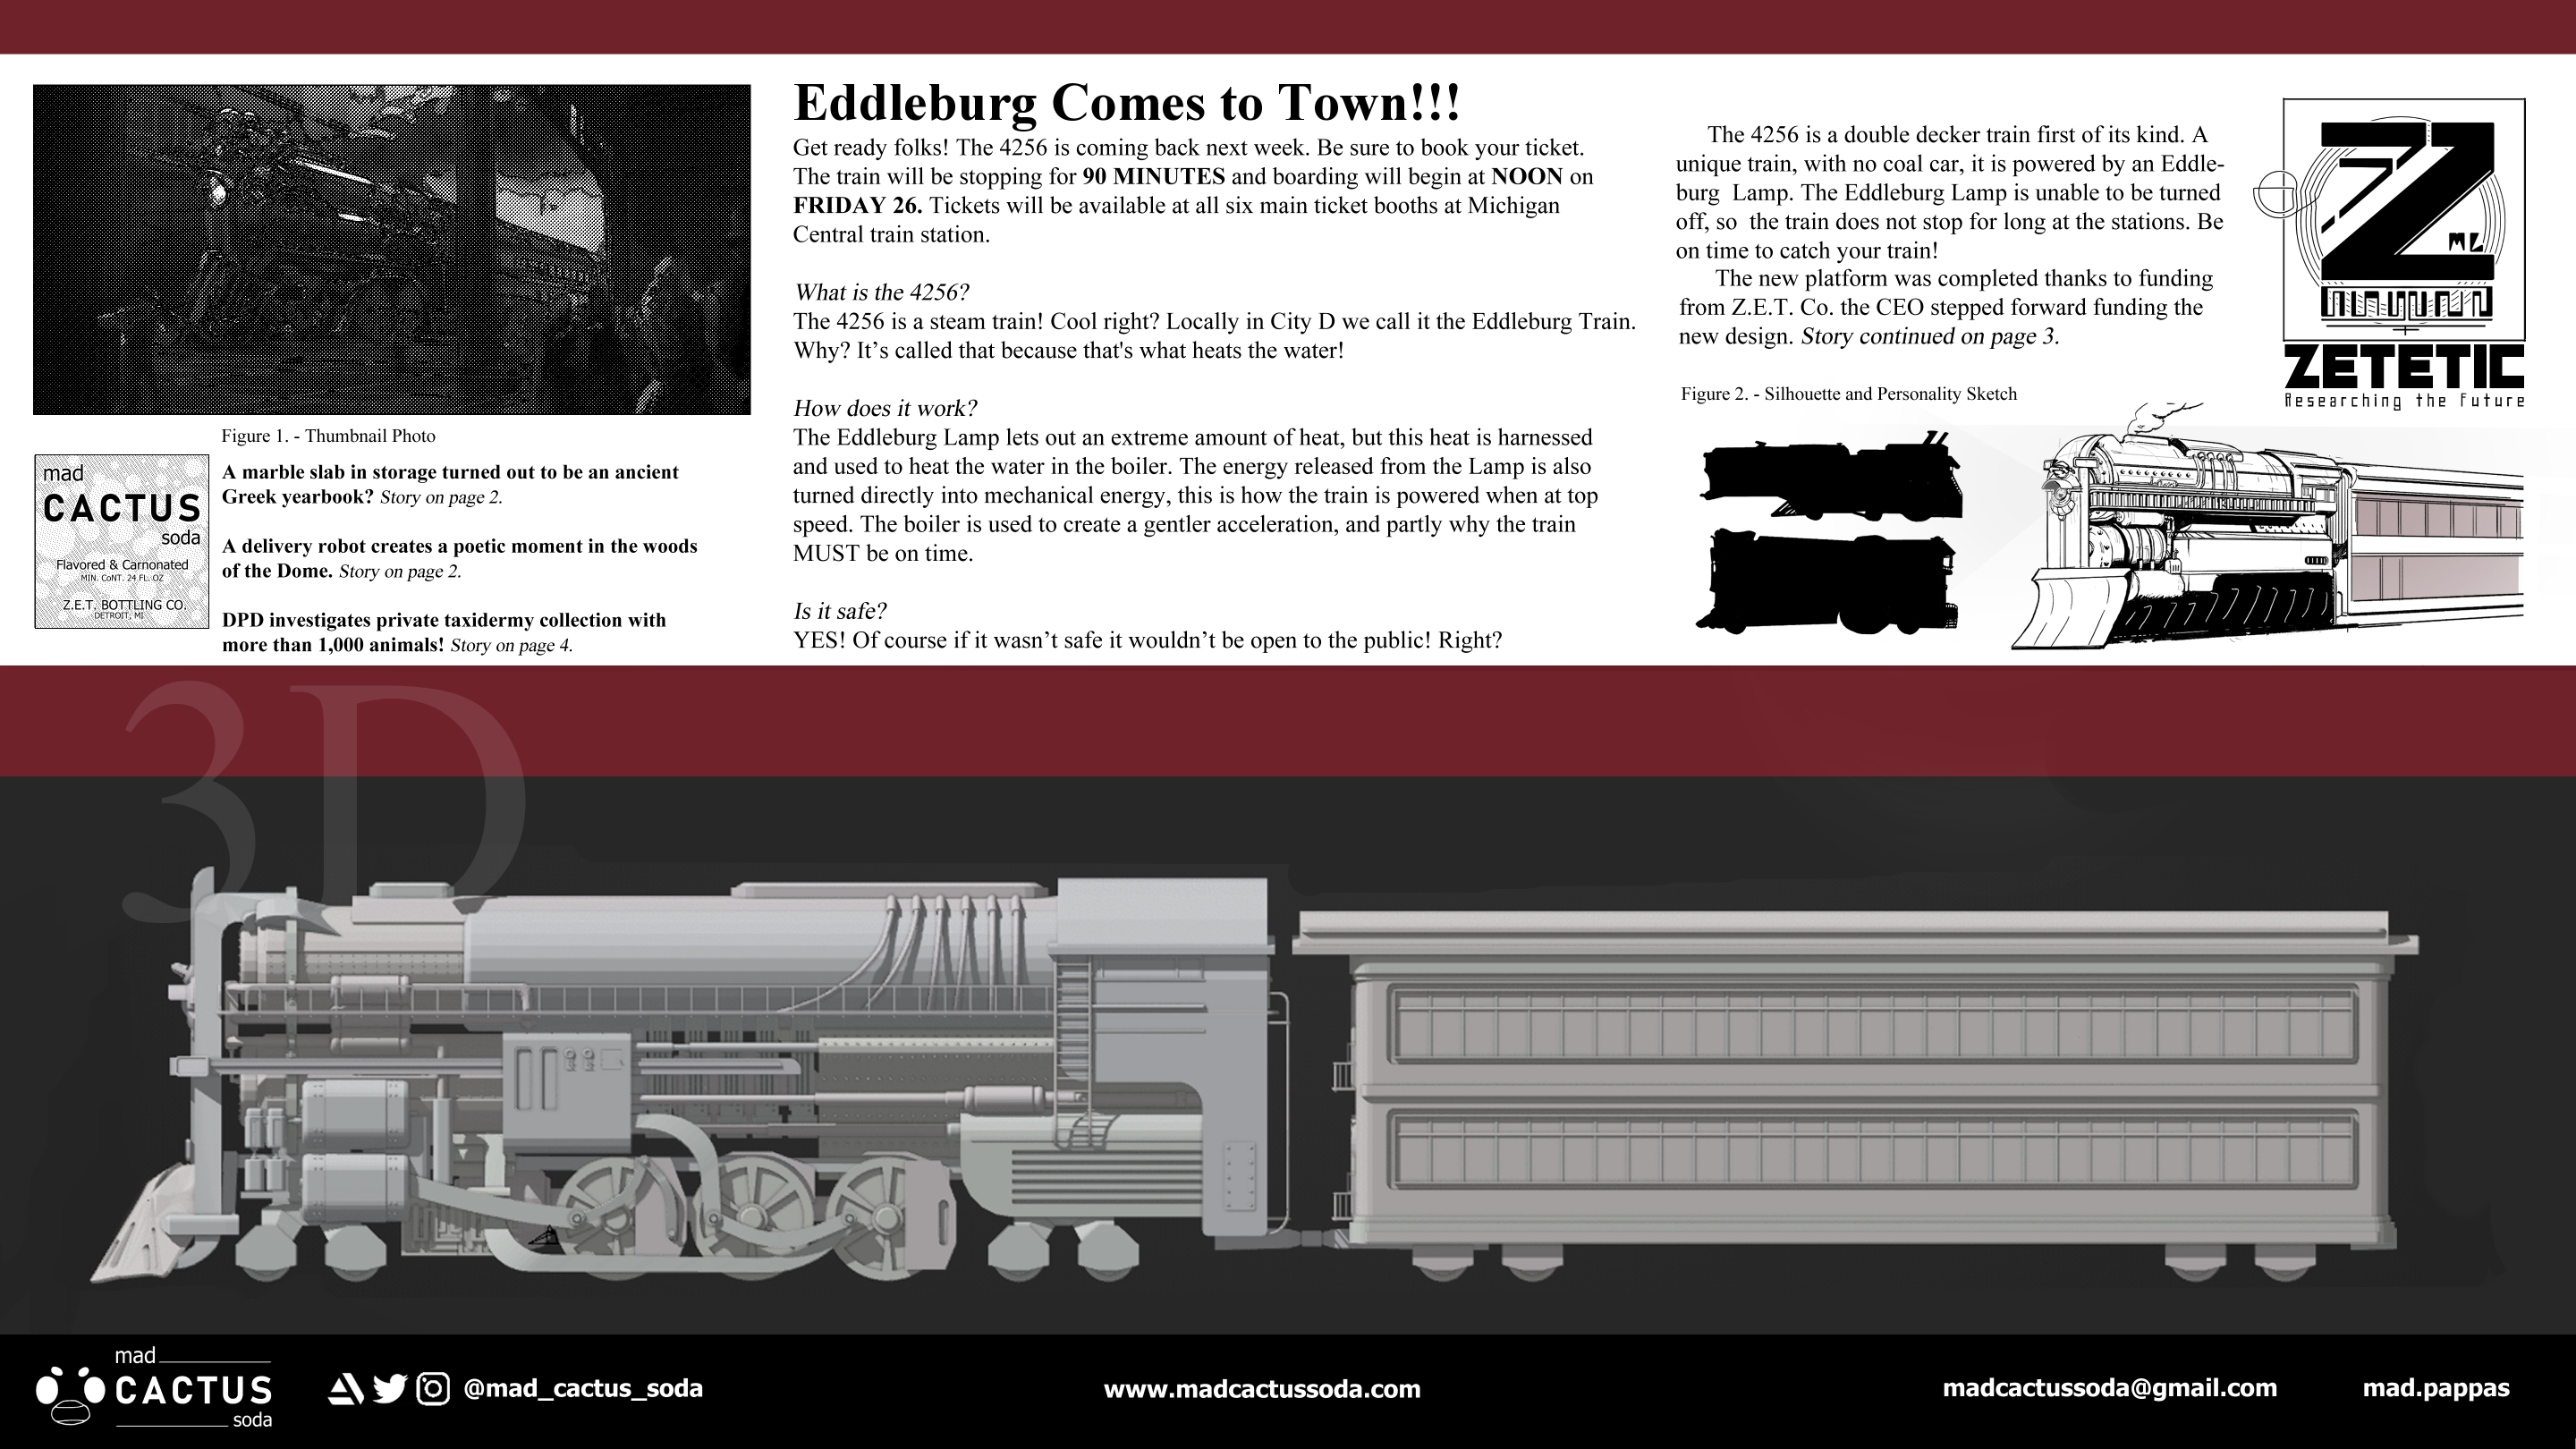 Eddleburg Comes to Town!!!
Get ready folks! The 4256 is coming back next week. Be sure to book your ticket.
The train will be stopping for 90 MINUTES and boarding will begin at NOON on
FRIDAY 26. Tickets will be available at all six main ticket booths at Michigan
Central train station.
What is the 4256?
The 4256 is a steam train! Cool right? Locally in City D we call it the Eddleburg Train.
Why? It’s called that because that's what heats the water!
How does it work?
The Eddleburg Lamp lets out an extreme amount of heat, but this heat is harnessed
and used to heat the water in the boiler. The energy released from the Lamp is also
turned directly into mechanical energy, this is how the train is powered when at top
speed. The boiler is used to create a gentler acceleration, and partly why the train
MUST be on time.
Is it safe?
YES! Of course if it wasn’t safe it wouldn’t be open to the public! Right?
The 4256 is a double decker train first of its kind. A
unique train, with no coal car, it is powered by an Eddle-
burg Lamp. The Eddleburg Lamp is unable to be turned
off, so the train does not stop for long at the stations. Be
on time to catch your train!
The new platform was completed thanks to funding
from Z.E.T. Co. the CEO stepped forward funding the
new design. Story continued on page 3.
Z
ZETETIC
Researching the Future
Figure 2. - Silhouette and Personality Sketch
Figure 1. - Thumbnail Photo
mad
CACTUS
soda
Flavored & Carnonated
MIN. CoNT. 24 FL. OZ
Z.E.T. BOTTLING CO.
DETROIT, MI
A marble slab in storage turned out to be an ancient
Greek yearbook? Story on page 2.
A delivery robot creates a poetic moment in the woods
of the Dome. Story on page 2.
DPD investigates private taxidermy collection with
more than 1,000 animals! Story on page 4.
3D
mad
CACTUS
soda
@mad_cactus_soda
www.madcactussoda.com
madcactussoda@gmail.com
mad.pappas